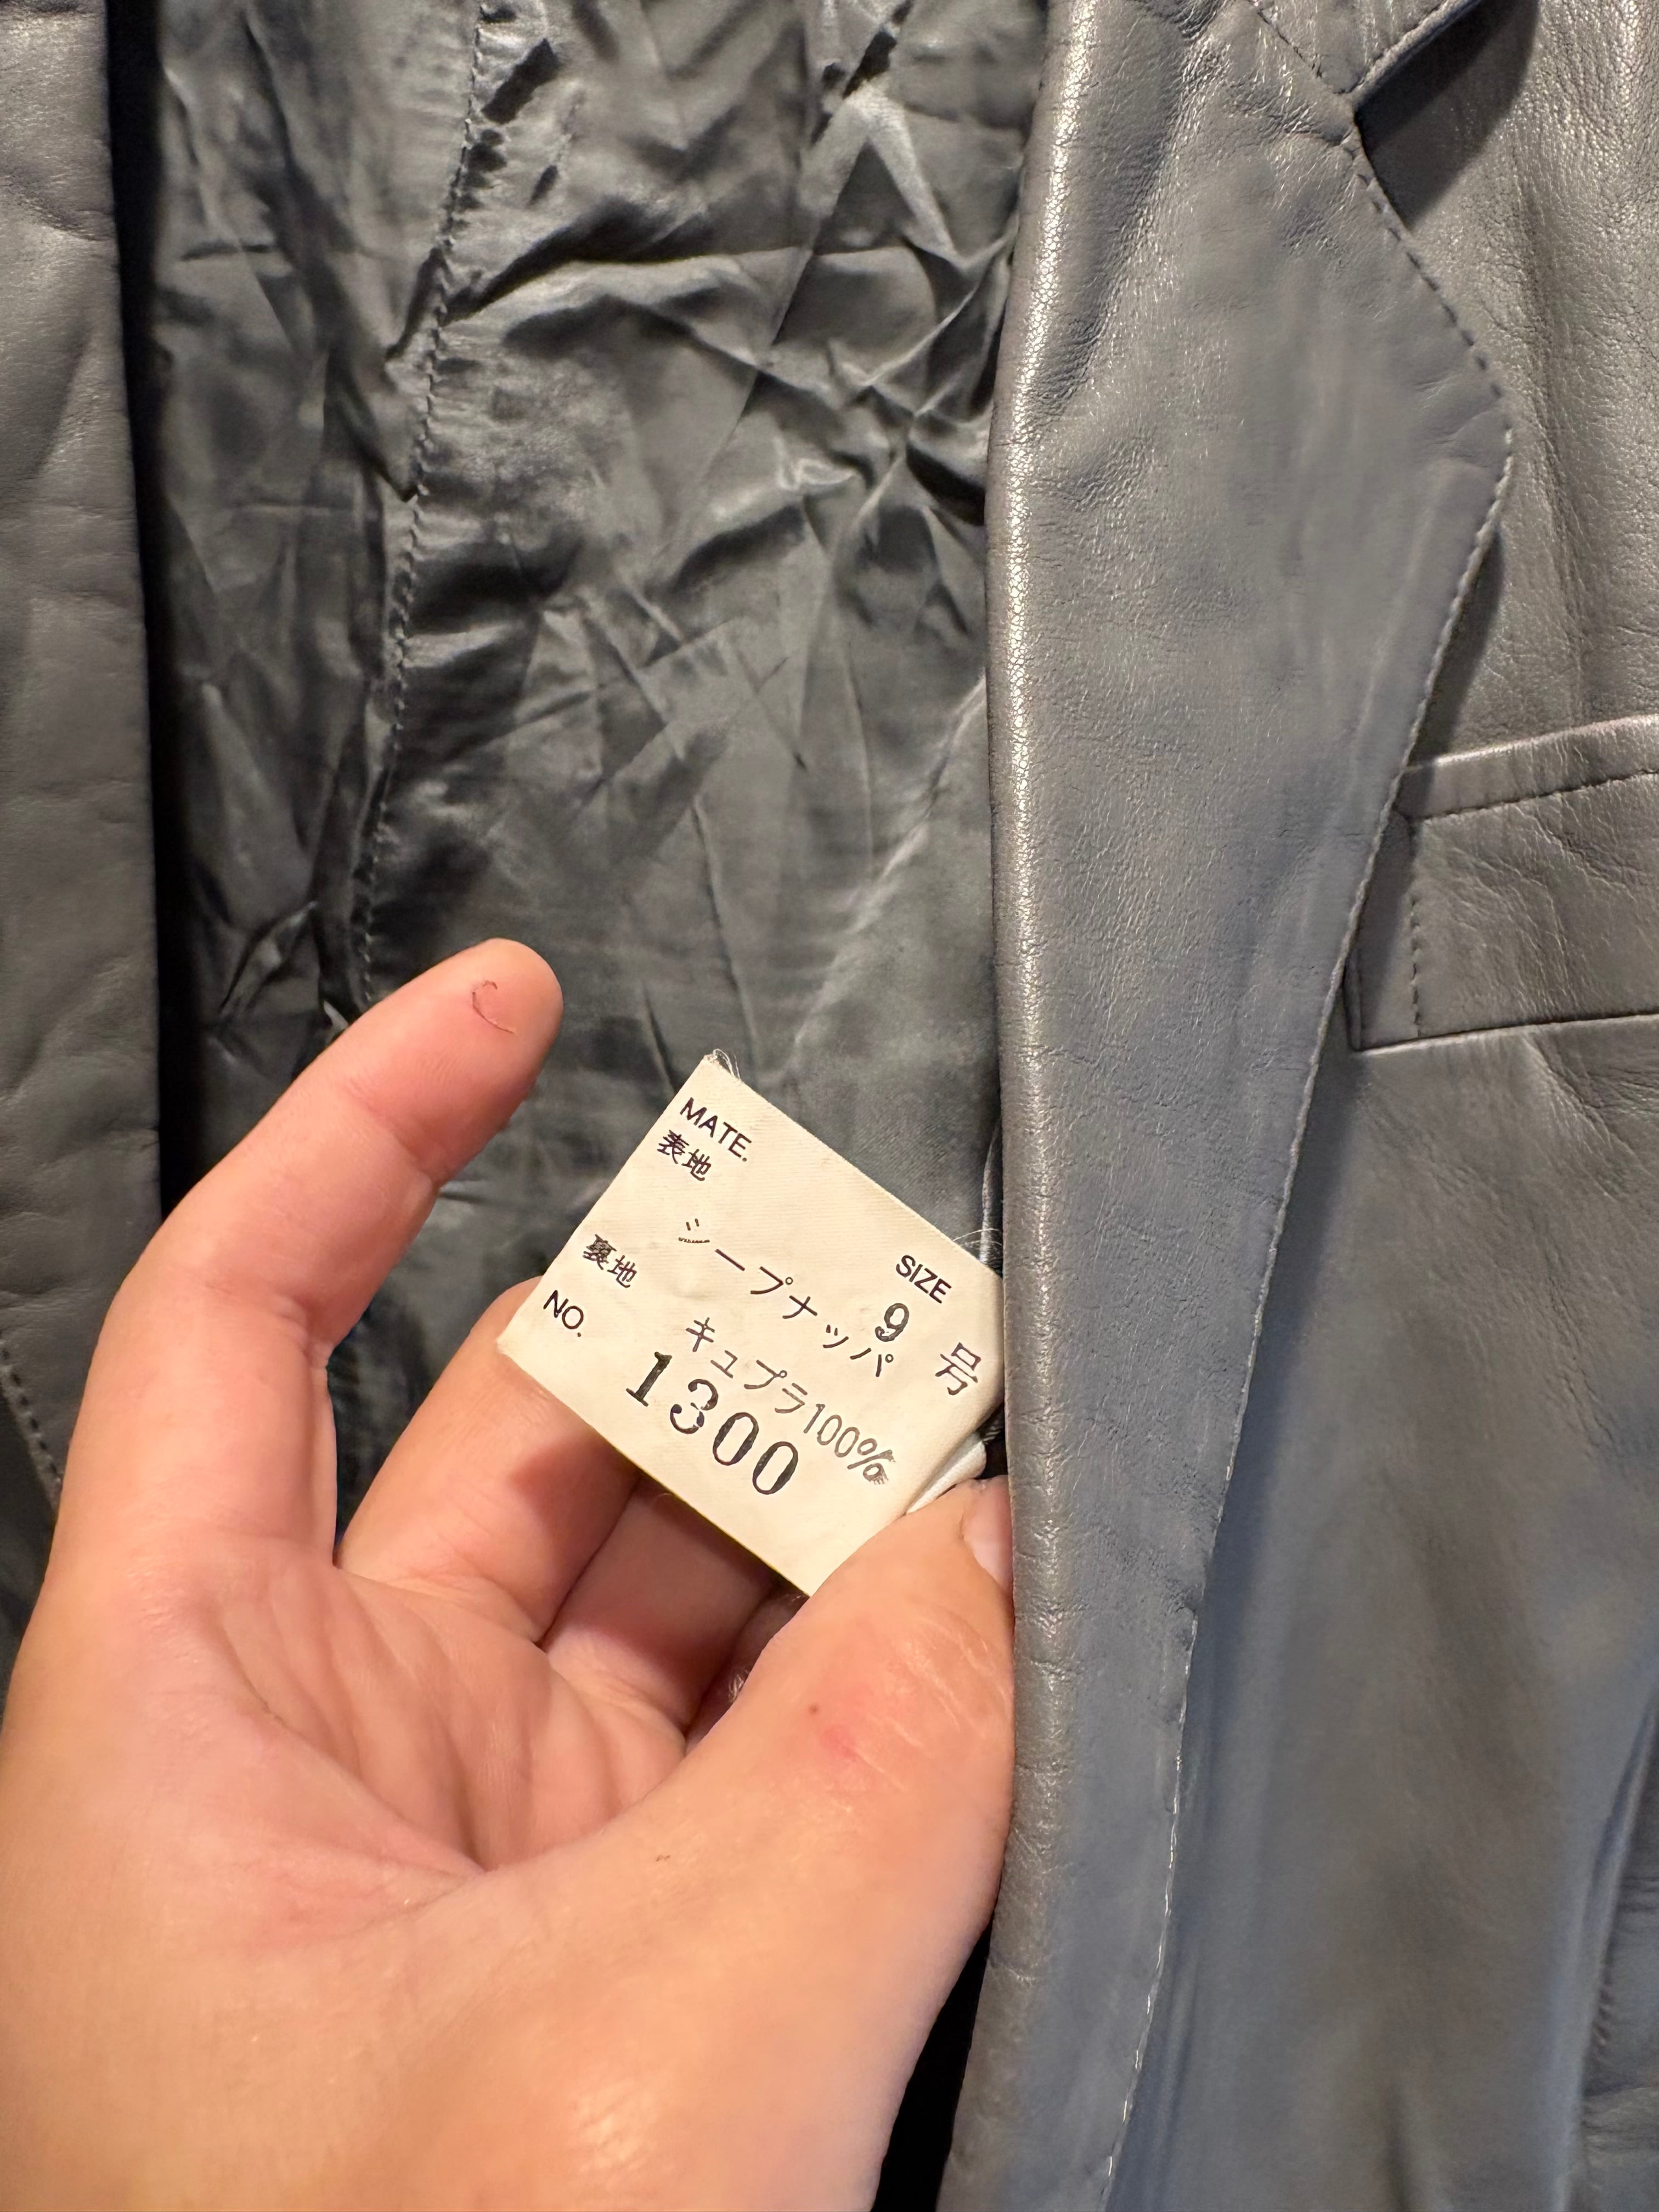 MATE.
表地
シープナッパ
SIZE
9 号
裏地 キュプラ100%
NO. 1300